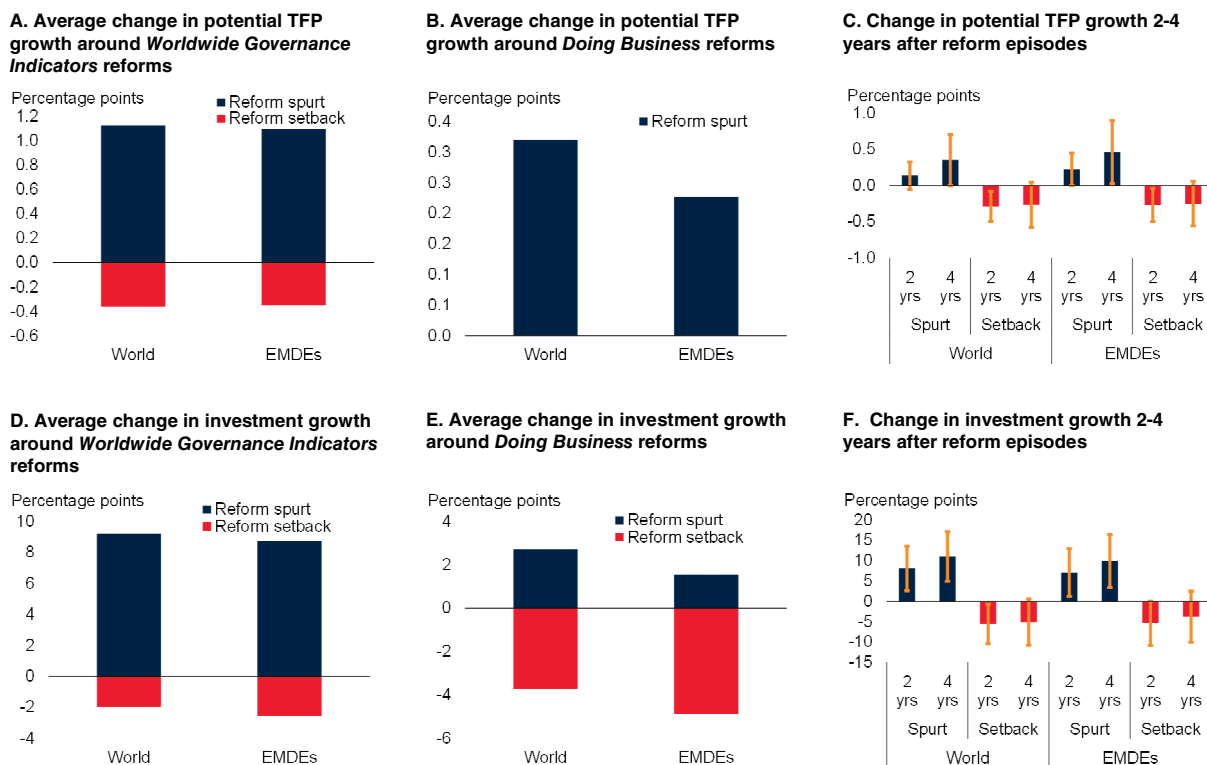 A. Average change in potential TFP
growth around Worldwide Governance
Indicators reforms
Percentage points
Reform spurt
Reform setback
1.2
1.0
0.8
0.6
0.4
0.2
0.0
-0.2
-0.4
-0.6
World EMDEs
B. Average change in potential TFP
growth around Doing Business reforms
Percentage points
Reform spurt
0.4
0.3
0.3
0.2
0.2
0.1
0.1
0.0
World EMDEs
C. Change in potential TFP growth 2-4
years after reform episodes
Percentage points
1.0
0.5
0.0
-0.5
-1.0
2 4 2 4 2 4 2 4
yrs yrs yrs yrs yrs yrs yrs yrs
Spurt Setback Spurt Setback
World EMDEs
D. Average change in investment growth
around Worldwide Governance Indicators
reforms
Percentage points
Reform spurt
Reform setback
10
8
6
4
2
0
-2
-4
World EMDEs
E. Average change in investment growth
around Doing Business reforms
Percentage points
Reform spurt
Reform setback
4
2
0
-2
-4
-6
World EMDEs
F. Change in investment growth 2-4
years after reform episodes
Percentage points
20
15
10
5
0
-5
-10
-15
2 4 2 4 2 4 2 4
yrs yrs yrs yrs yrs yrs yrs yrs
Spurt Setback Spurt Setback
World EMDEs